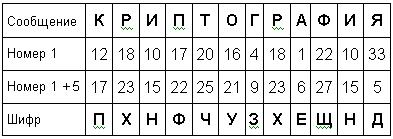 Сообщение К Р И П Т О Г Р А Ф И Я
Номер 1 12 18 10 17 20 16 4 18 1 22 10 33
Номер 1 +5 17 23 15 22 25 21 9 23 6 27 15 5
Шифр П Х Н Ф Ч У З Х Е Щ Н Д